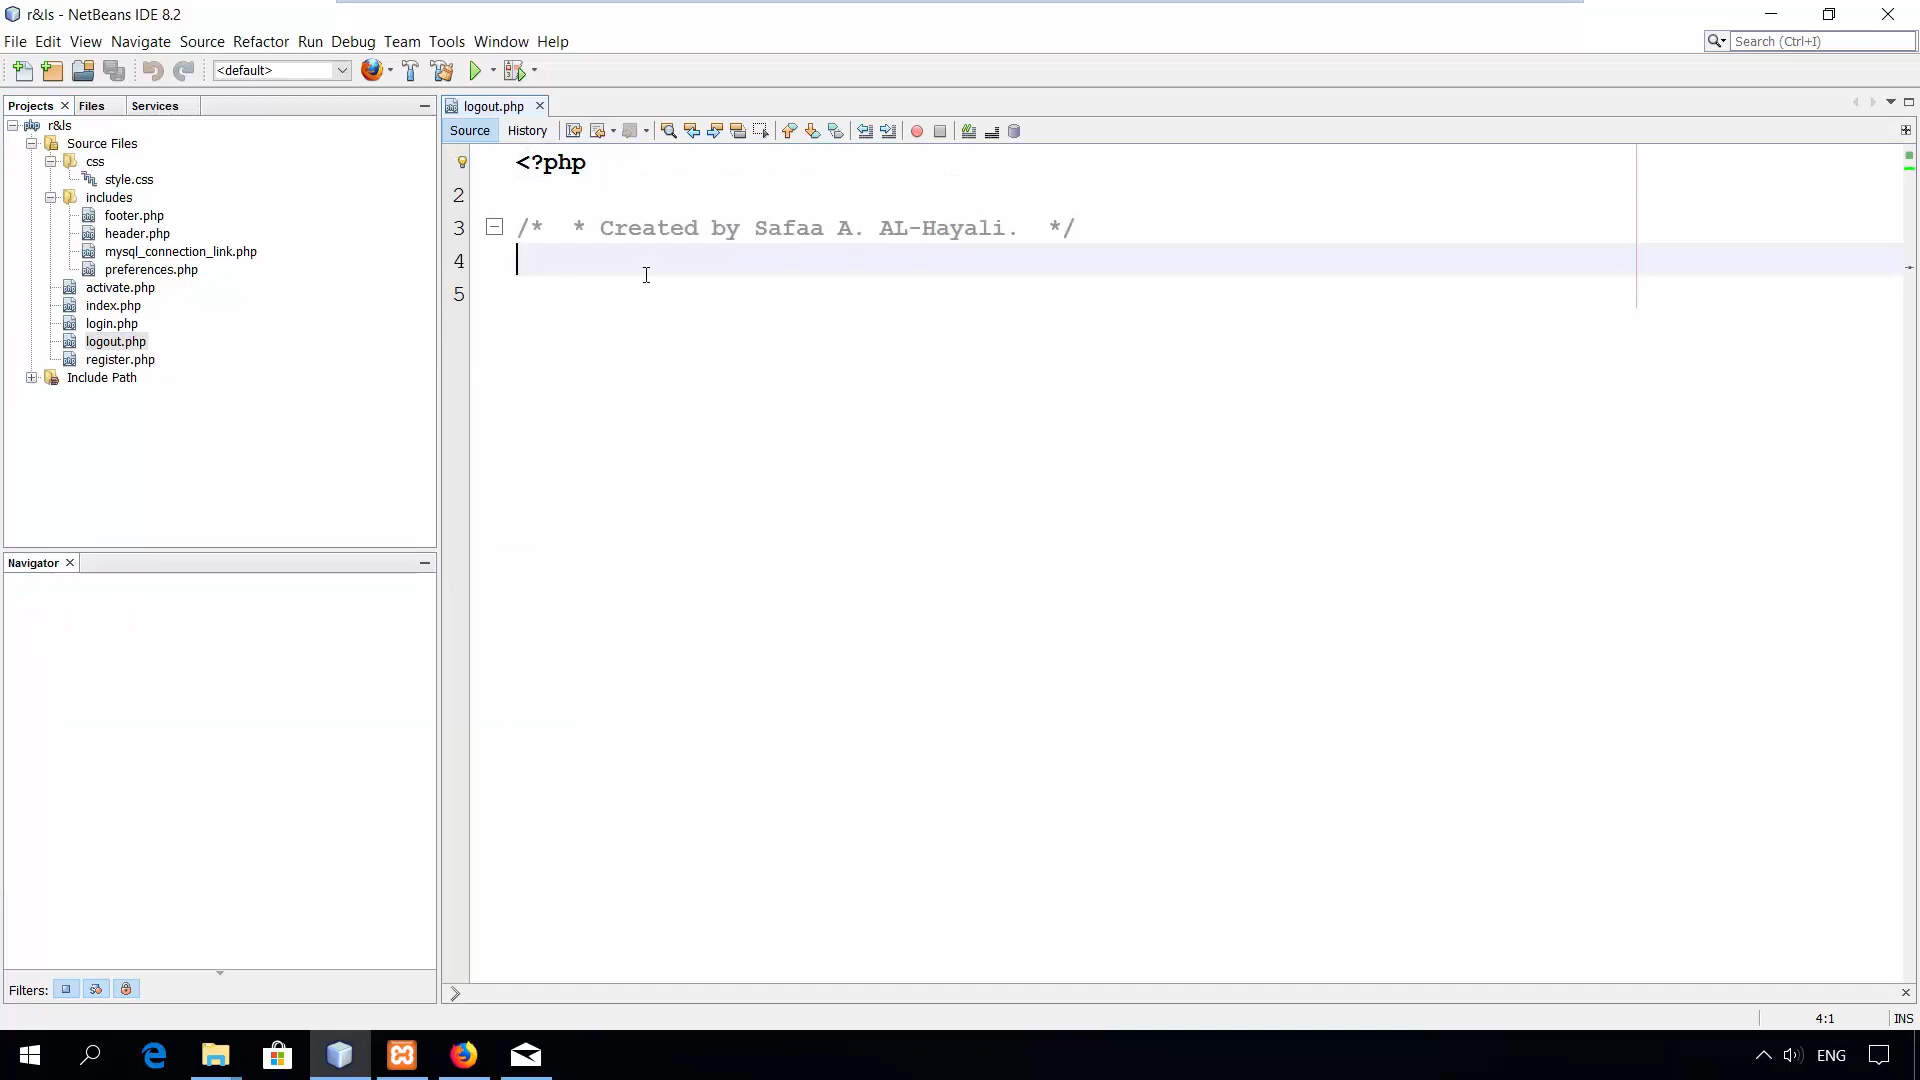 r&ls - NetBeans IDE 8.2
File Edit View Navigate Source Refactor Run Debug Team Tools Window Help
Search (Ctrl+I)
<default>
Projects Files Services
logout.php
r&ls
Source Files
css
style.css
includes
footer.php
header.php
mysql_connection_link.php
preferences.php
activate.php
index.php
login.php
logout.php
register.php
Include Path
Source History
<?php
2
3 /*  * Created by Safaa A. AL-Hayali.  */
4
5
Navigator
Filters:
4:1 INS
ENG